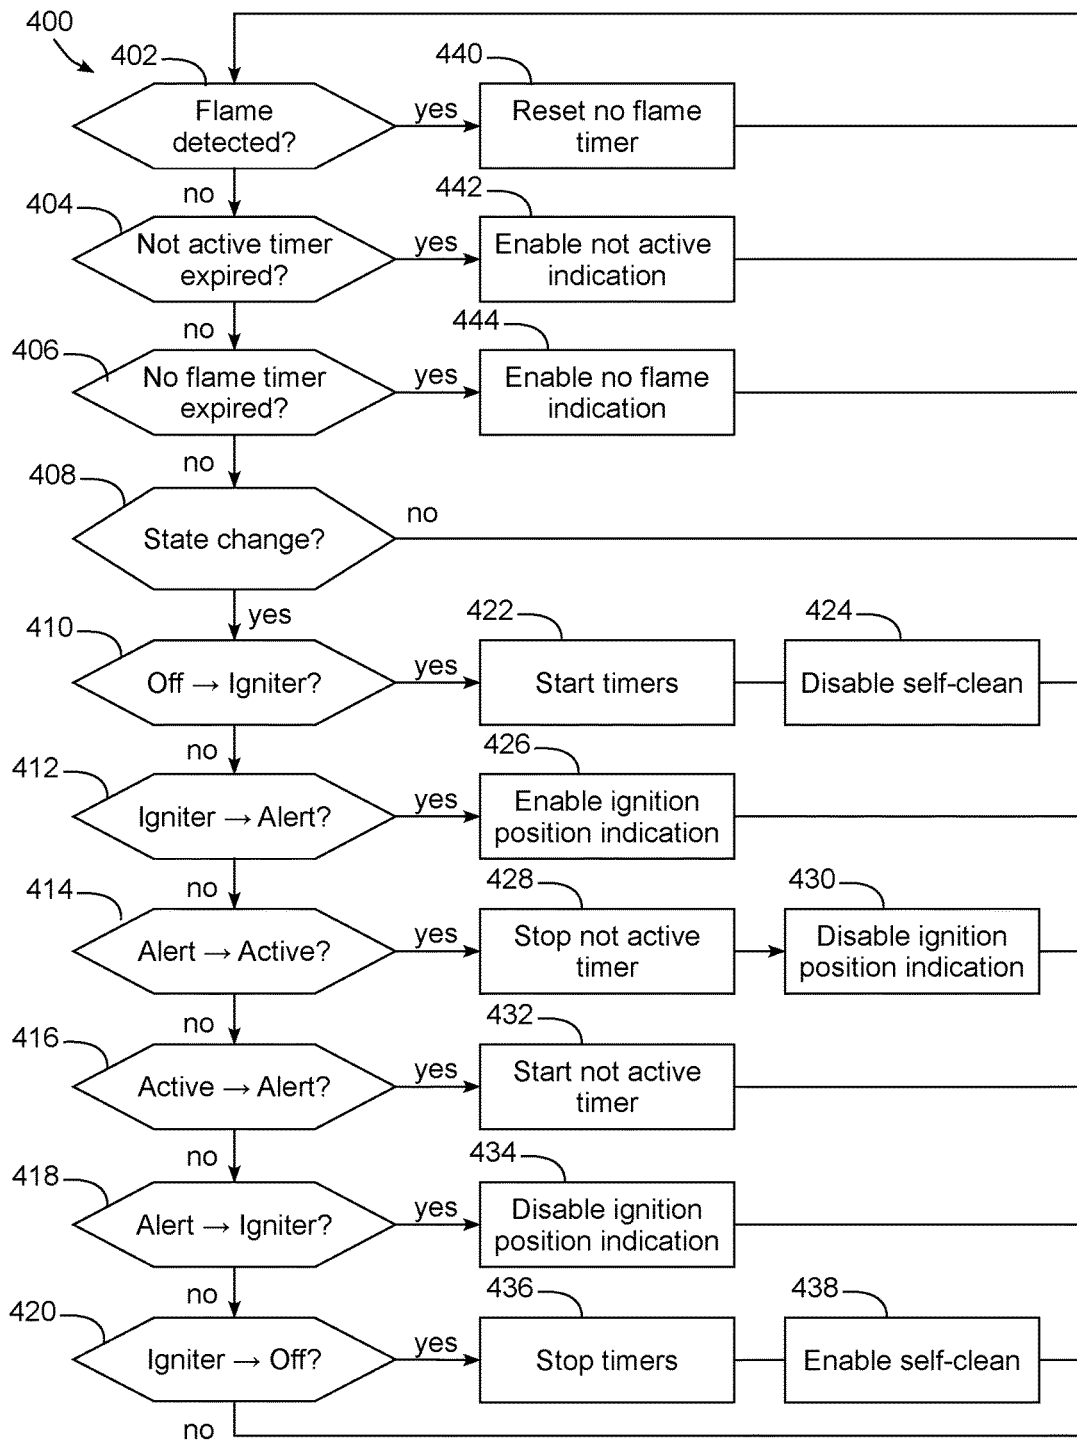 400
402
440
Flame
detected?
yes
Reset no flame
timer
no
404
442
Not active timer
expired?
yes
Enable not active
indication
no
406
444
No flame timer
expired?
yes
Enable no flame
indication
no
408
State change?
no
yes
410
422
424
Off → Igniter?
yes
Start timers
Disable self-clean
no
412
426
Igniter → Alert?
yes
Enable ignition
position indication
no
414
428
430
Alert → Active?
yes
Stop not active
timer
Disable ignition
position indication
no
416
432
Active → Alert?
yes
Start not active
timer
no
418
434
Alert → Igniter?
yes
Disable ignition
position indication
no
420
436
438
Igniter → Off?
yes
Stop timers
Enable self-clean
no